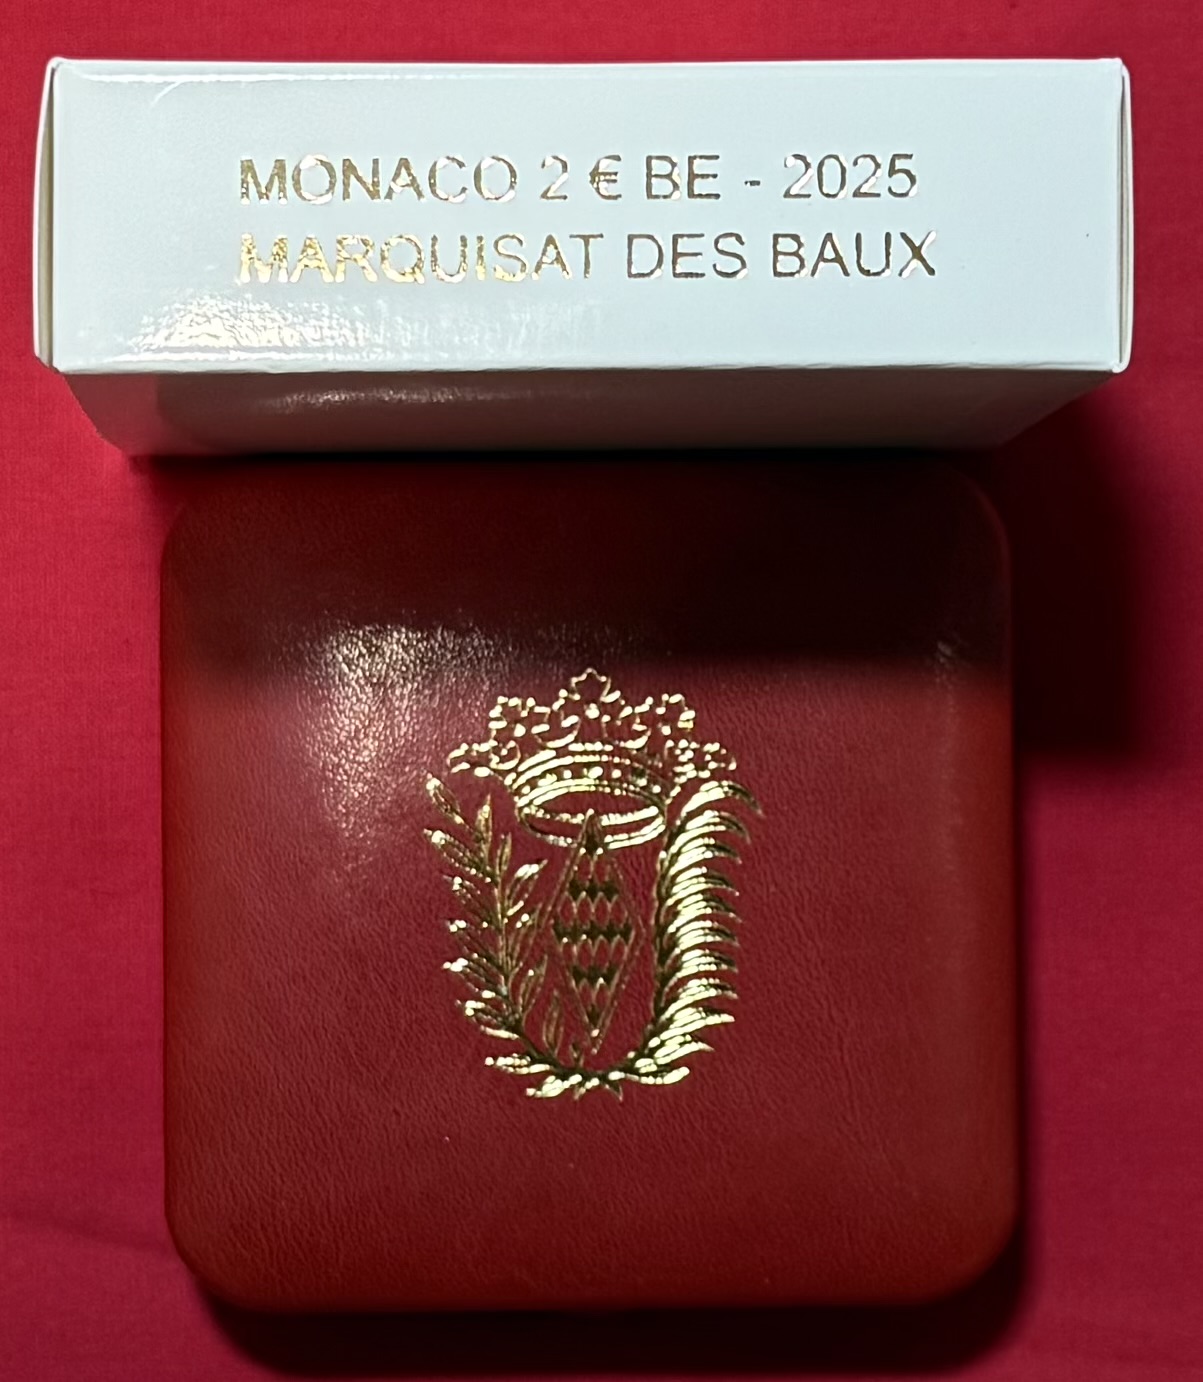 MONACO 2 € BE - 2025
MARQUISAT DES BAUX